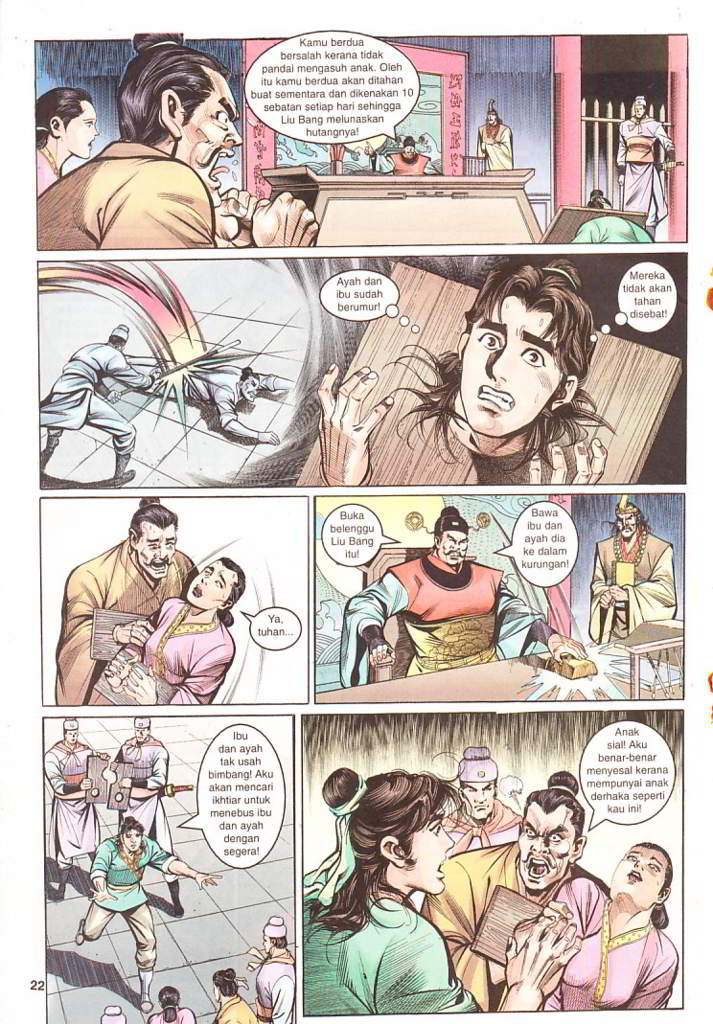 Kamu berdua
bersalah kerana tidak
pandai mengasuh anak. Oleh
itu kamu berdua akan ditahan
buat sementara dan dikenakan 10
sebatan setiap hari sehingga
Liu Bang melunaskan
hutangnya!
Ayah dan
ibu sudah
berumur!
Mereka
tidak akan
tahan
disebat!
Ya,
tuhan...
Buka
belenggu
Liu Bang
itu!
Bawa
ibu dan
ayah dia
ke dalam
kurungan!
Ibu
dan ayah
tak usah
bimbang! Aku
akan mencari
ikhtiar untuk
menebus ibu
dan ayah
dengan
segera!
Anak
sial! Aku
benar-benar
menyesal kerana
mempunyai anak
derhaka seperti
kau ini!
22